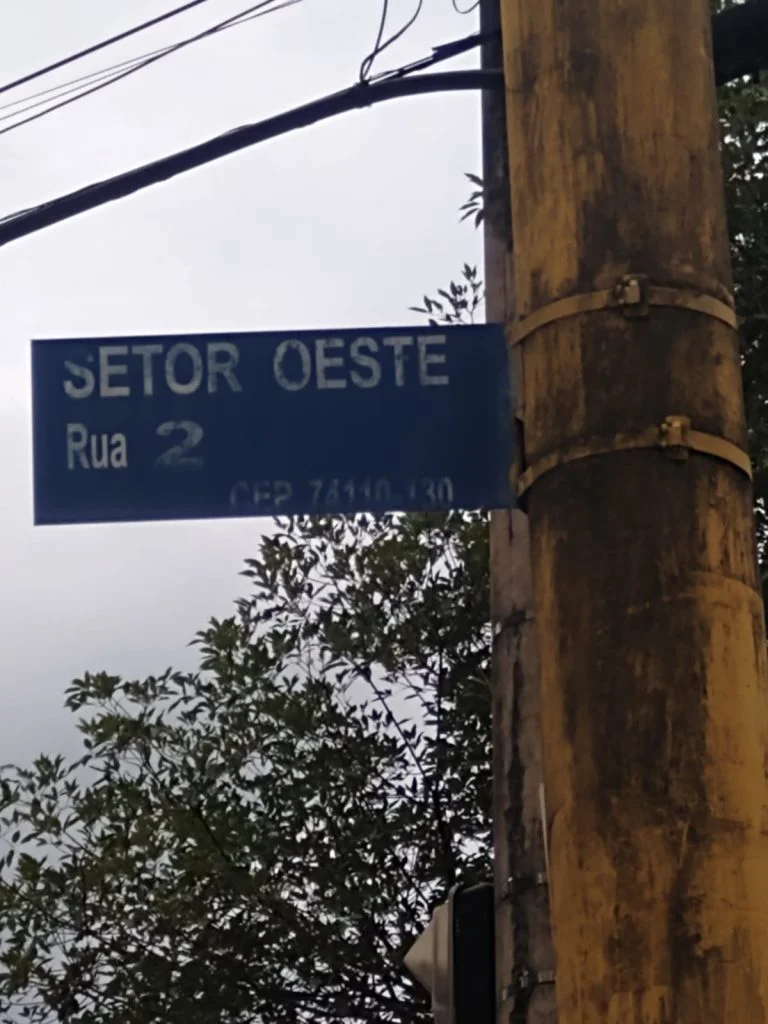 SETOR OESTE
Rua 2
CEP 74110-130